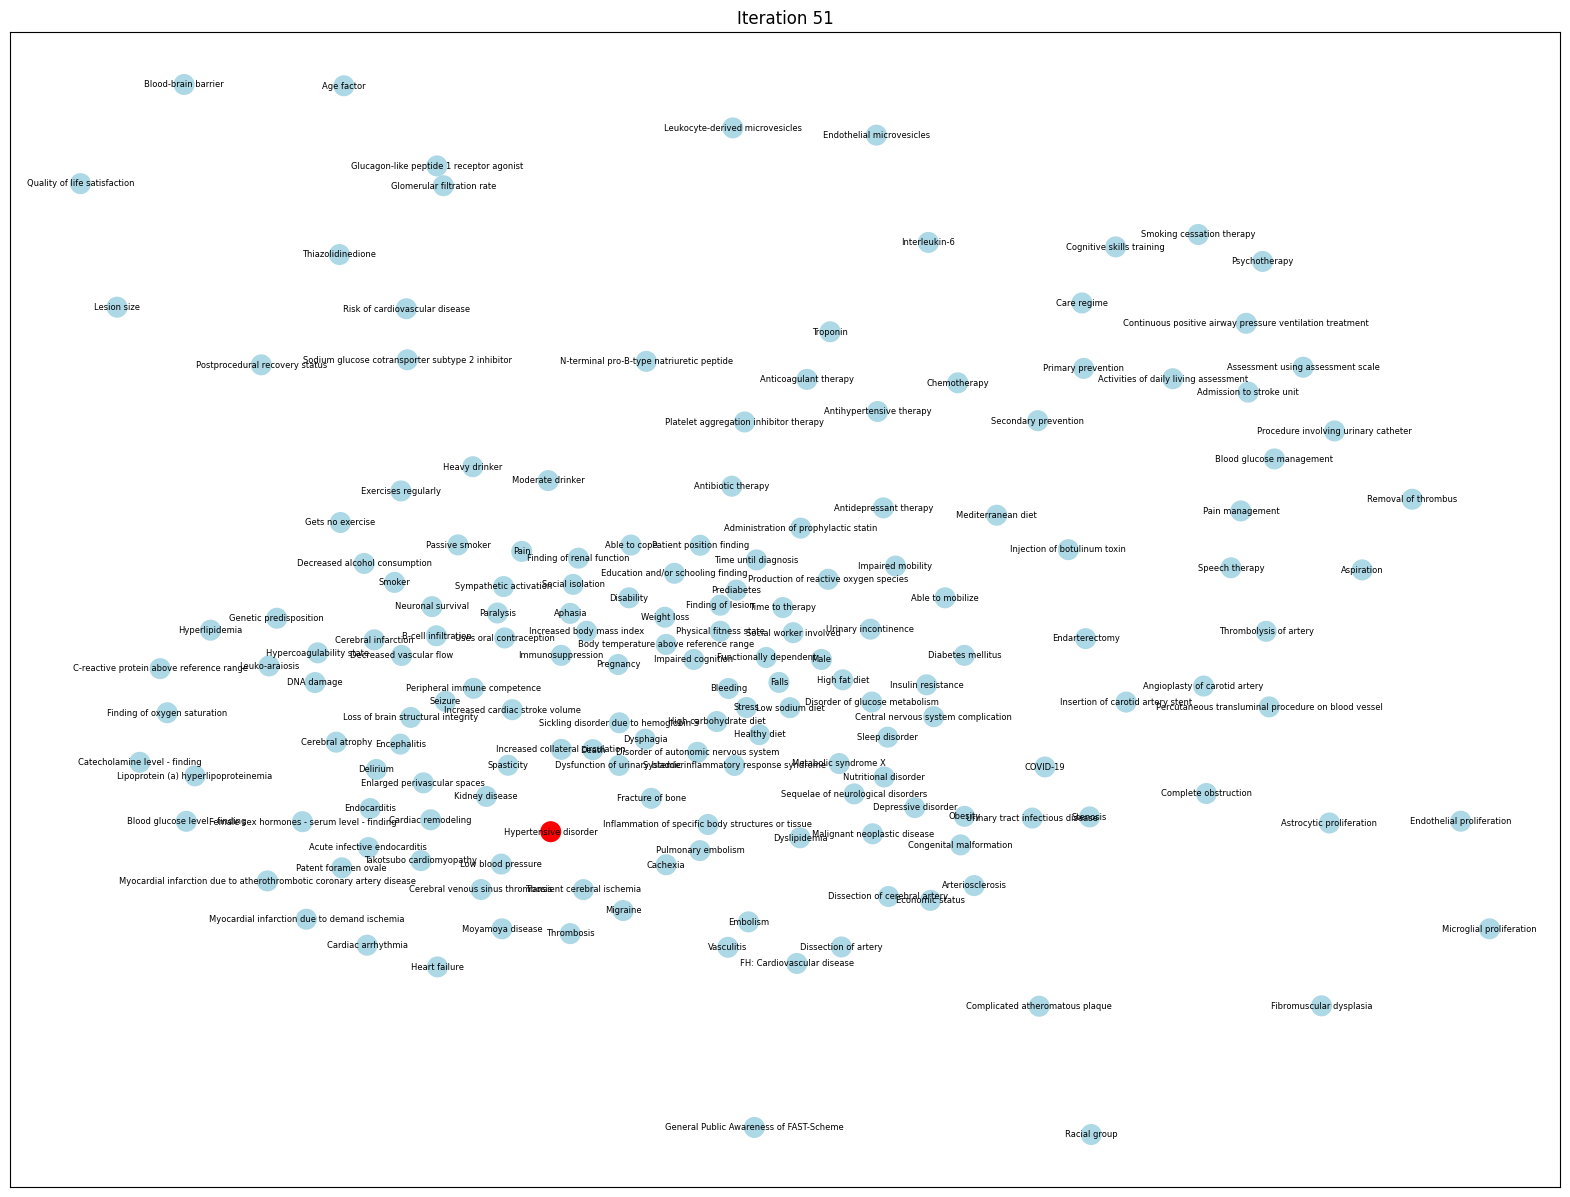 Iteration 51
Blood-brain barrier
Age factor
Leukocyte-derived microvesicles
Endothelial microvesicles
Glucagon-like peptide 1 receptor agonist
Quality of life satisfaction
Glomerular filtration rate
Smoking cessation therapy
Interleukin-6
Cognitive skills training
Thiazolidinedione
Psychotherapy
Care regime
Lesion size
Risk of cardiovascular disease
Continuous positive airway pressure ventilation treatment
Troponin
Sodium glucose cotransporter subtype 2 inhibitor
N-terminal pro-B-type natriuretic peptide
Postprocedural recovery status
Primary prevention
Assessment using assessment scale
Anticoagulant therapy
Activities of daily living assessment
Chemotherapy
Admission to stroke unit
Antihypertensive therapy
Platelet aggregation inhibitor therapy
Secondary prevention
Procedure involving urinary catheter
Blood glucose management
Heavy drinker
Moderate drinker
Antibiotic therapy
Exercises regularly
Removal of thrombus
Antidepressant therapy
Pain management
Mediterranean diet
Gets no exercise
Administration of prophylactic statin
Passive smoker
Able to cope
Patient position finding
Injection of botulinum toxin
Pain
Finding of renal function
Time until diagnosis
Decreased alcohol consumption
Impaired mobility
Speech therapy
Aspiration
Education and/or schooling finding
Production of reactive oxygen species
Smoker
Sympathetic activation
Social isolation
Prediabetes
Disability
Able to mobilize
Neuronal survival
Finding of lesion
Time to therapy
Paralysis
Aphasia
Weight loss
Genetic predisposition
Hyperlipidemia
Increased body mass index
Physical fitness state
Social worker involved
Urinary incontinence
Thrombolysis of artery
B-cell infiltration
Uses oral contraception
Cerebral infarction
Endarterectomy
Body temperature above reference range
Hypercoagulability state
Decreased vascular flow
Immunosuppression
Impaired cognition
Functionally dependent
Male
Diabetes mellitus
Pregnancy
Leuko-araiosis
C-reactive protein above reference range
DNA damage
High fat diet
Falls
Insulin resistance
Angioplasty of carotid artery
Peripheral immune competence
Bleeding
Seizure
Disorder of glucose metabolism
Insertion of carotid artery stent
Percutaneous transluminal procedure on blood vessel
Stress
Low sodium diet
Increased cardiac stroke volume
Finding of oxygen saturation
Loss of brain structural integrity
Central nervous system complication
Sickling disorder due to hemoglobin S
High carbohydrate diet
Healthy diet
Sleep disorder
Dysphagia
Cerebral atrophy
Encephalitis
Increased collateral circulation
Death
Disorder of autonomic nervous system
Catecholamine level - finding
Metabolic syndrome X
Spasticity
Dysfunction of urinary bladder
Systemic inflammatory response syndrome
COVID-19
Delirium
Lipoprotein (a) hyperlipoproteinemia
Nutritional disorder
Enlarged perivascular spaces
Kidney disease
Fracture of bone
Sequelae of neurological disorders
Complete obstruction
Endocarditis
Depressive disorder
Obesity
Urinary tract infectious disease
Stenosis
Blood glucose level - finding
Female sex hormones - serum level - finding
Cardiac remodeling
Astrocytic proliferation
Endothelial proliferation
Inflammation of specific body structures or tissue
Hypertensive disorder
Malignant neoplastic disease
Dyslipidemia
Congenital malformation
Acute infective endocarditis
Pulmonary embolism
Takotsubo cardiomyopathy
Low blood pressure
Cachexia
Patent foramen ovale
Myocardial infarction due to atherothrombotic coronary artery disease
Arteriosclerosis
Cerebral venous sinus thrombosis
Transient cerebral ischemia
Dissection of cerebral artery
Economic status
Migraine
Myocardial infarction due to demand ischemia
Embolism
Moyamoya disease
Microglial proliferation
Thrombosis
Cardiac arrhythmia
Vasculitis
Dissection of artery
FH: Cardiovascular disease
Heart failure
Complicated atheromatous plaque
Fibromuscular dysplasia
General Public Awareness of FAST-Scheme
Racial group